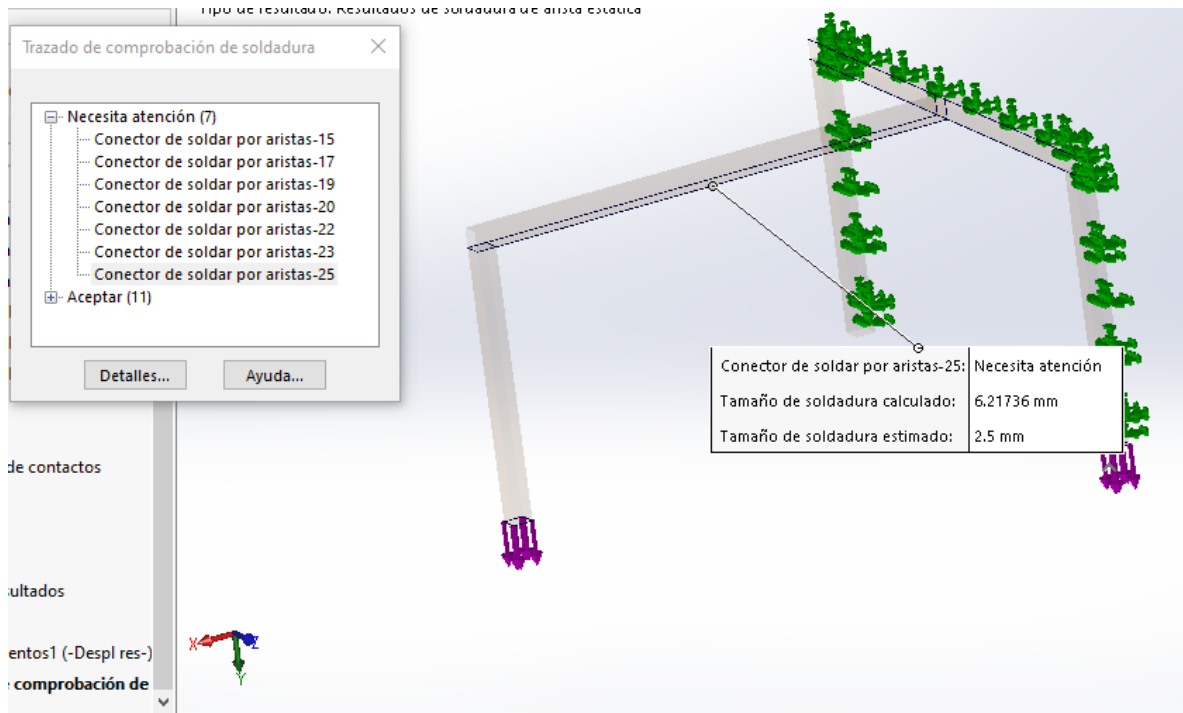 Tipo de resultado: Resultados de soldadura de arista estática
Trazado de comprobación de soldadura
Necesita atención (7)
Conector de soldar por aristas-15
Conector de soldar por aristas-17
Conector de soldar por aristas-19
Conector de soldar por aristas-20
Conector de soldar por aristas-22
Conector de soldar por aristas-23
Conector de soldar por aristas-25
Aceptar (11)
Detalles...
Ayuda...
Conector de soldar por aristas-25: Necesita atención
Tamaño de soldadura calculado: 6.21736 mm
Tamaño de soldadura estimado: 2.5 mm
de contactos
sultados
entos1 (-Despl res-)
comprobación de
X
Z
Y